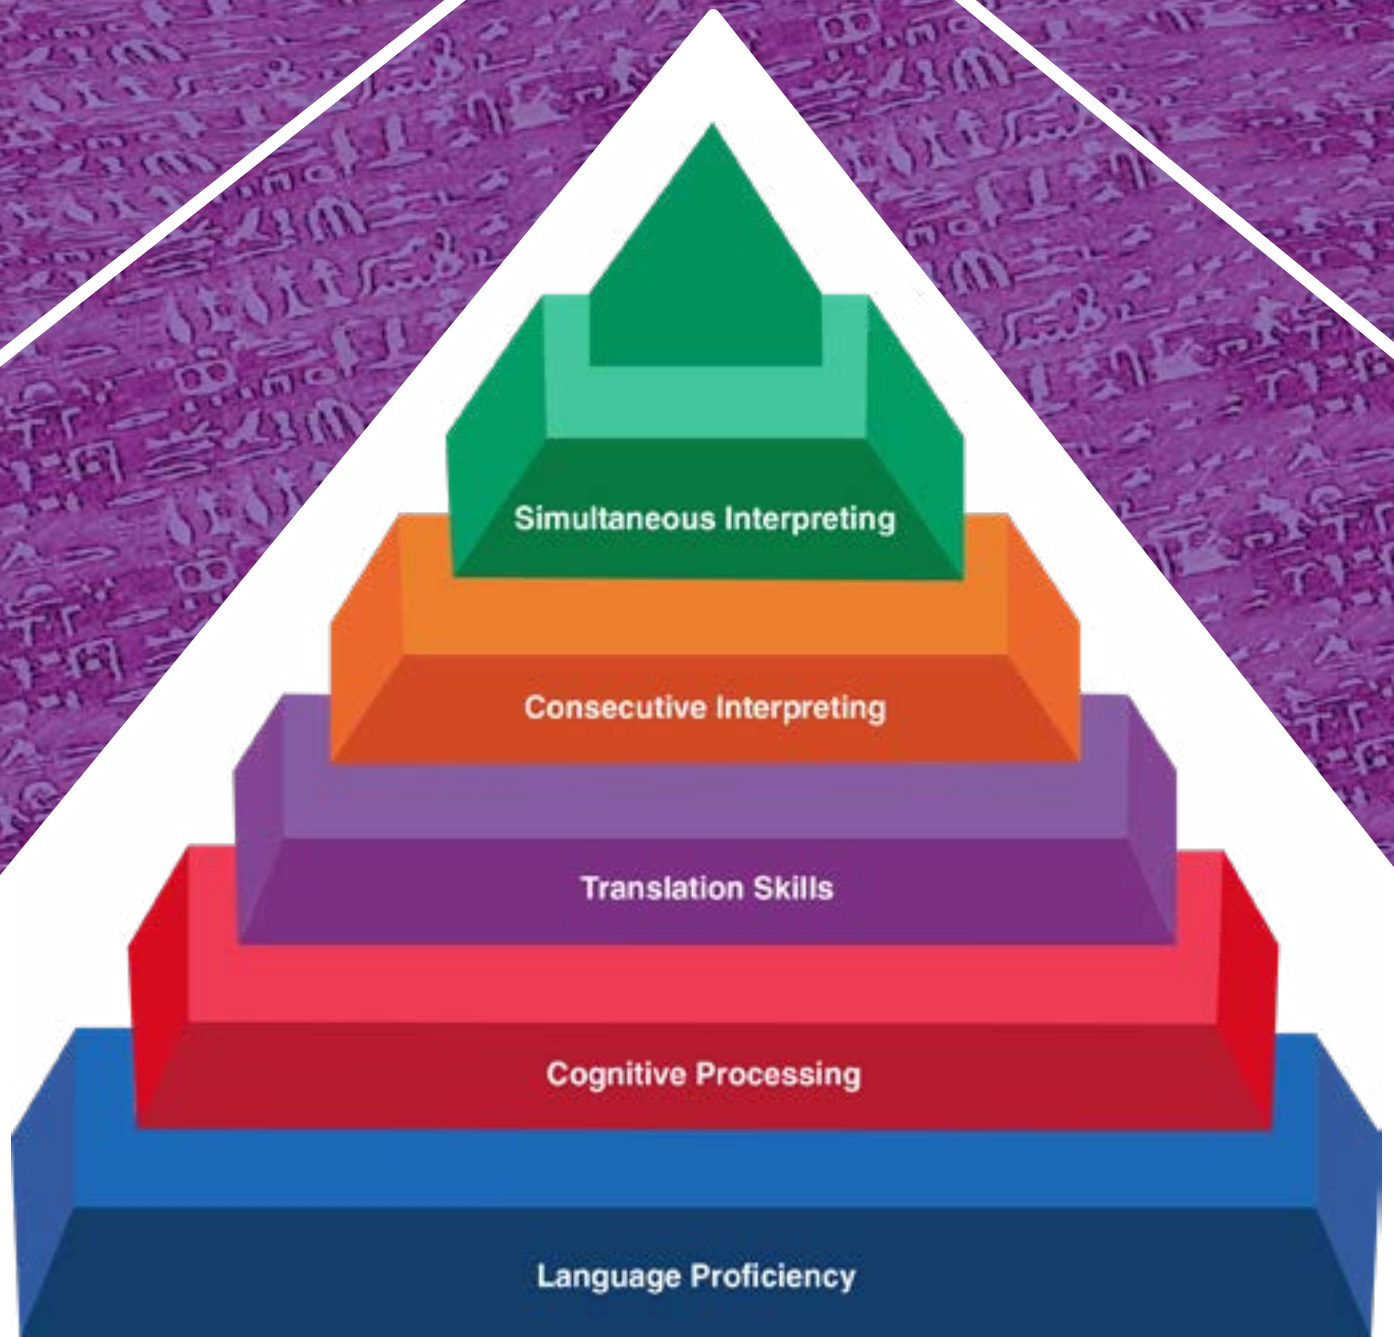 Simultaneous Interpreting
Consecutive Interpreting
Translation Skills
Cognitive Processing
Language Proficiency